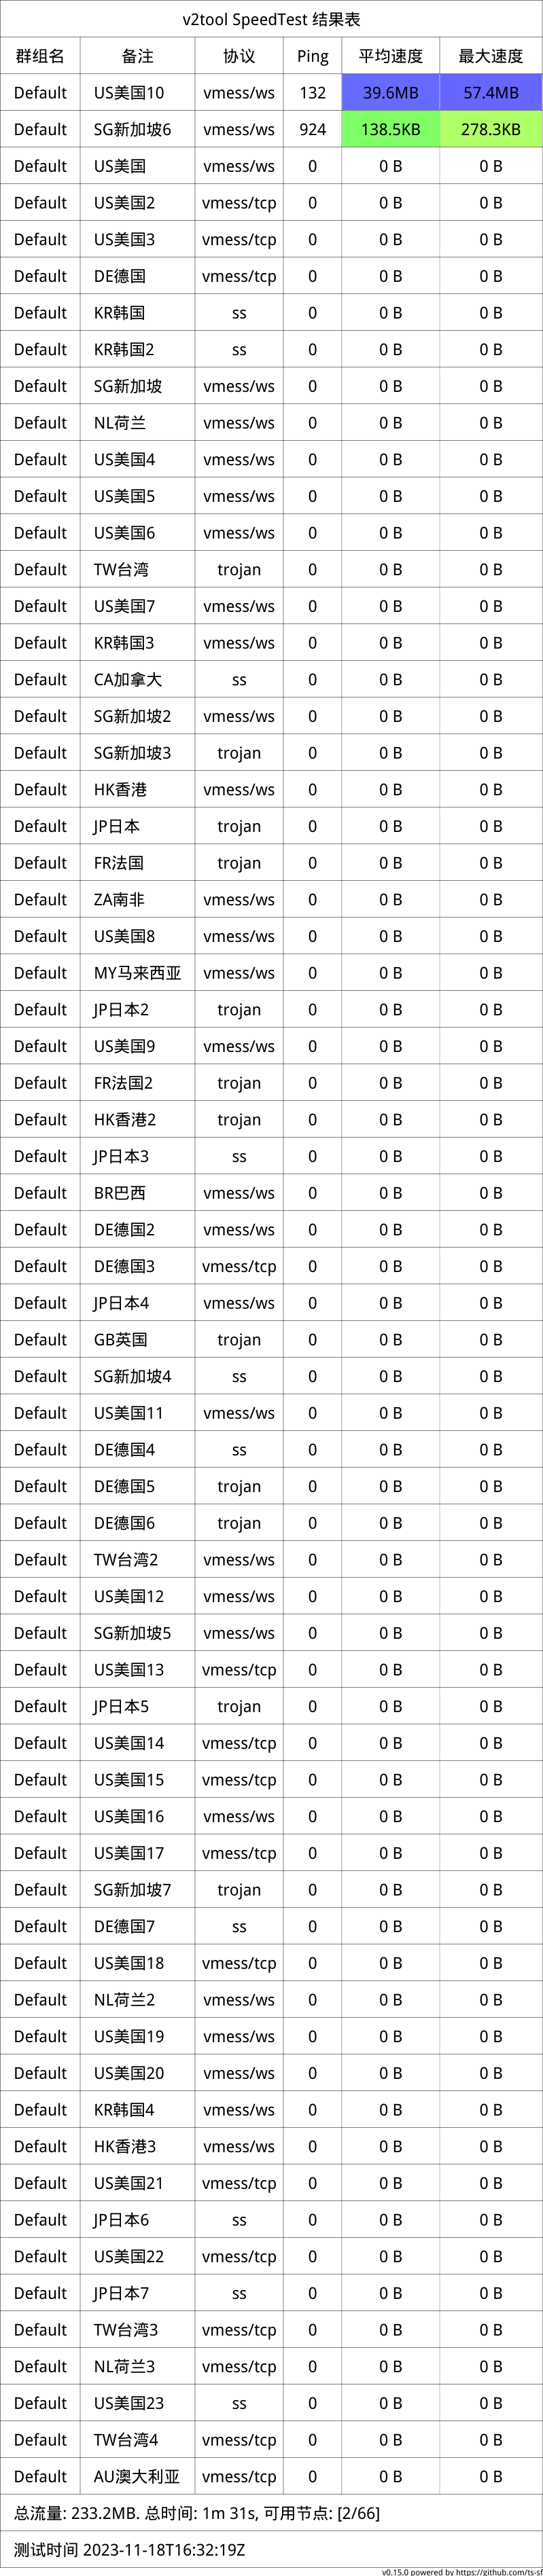 v2tool SpeedTest 结果表
群组名 备注 协议 Ping 平均速度 最大速度
Default US美国10 vmess/ws 132 39.6MB 57.4MB
Default SG新加坡6 vmess/ws 924 138.5KB 278.3KB
Default US美国 vmess/ws 0 0 B 0 B
Default US美国2 vmess/tcp 0 0 B 0 B
Default US美国3 vmess/tcp 0 0 B 0 B
Default DE德国 vmess/tcp 0 0 B 0 B
Default KR韩国 ss 0 0 B 0 B
Default KR韩国2 ss 0 0 B 0 B
Default SG新加坡 vmess/ws 0 0 B 0 B
Default NL荷兰 vmess/ws 0 0 B 0 B
Default US美国4 vmess/ws 0 0 B 0 B
Default US美国5 vmess/ws 0 0 B 0 B
Default US美国6 vmess/ws 0 0 B 0 B
Default TW台湾 trojan 0 0 B 0 B
Default US美国7 vmess/ws 0 0 B 0 B
Default KR韩国3 vmess/ws 0 0 B 0 B
Default CA加拿大 ss 0 0 B 0 B
Default SG新加坡2 vmess/ws 0 0 B 0 B
Default SG新加坡3 trojan 0 0 B 0 B
Default HK香港 vmess/ws 0 0 B 0 B
Default JP日本 trojan 0 0 B 0 B
Default FR法国 trojan 0 0 B 0 B
Default ZA南非 vmess/ws 0 0 B 0 B
Default US美国8 vmess/ws 0 0 B 0 B
Default MY马来西亚 vmess/ws 0 0 B 0 B
Default JP日本2 trojan 0 0 B 0 B
Default US美国9 vmess/ws 0 0 B 0 B
Default FR法国2 trojan 0 0 B 0 B
Default HK香港2 trojan 0 0 B 0 B
Default JP日本3 ss 0 0 B 0 B
Default BR巴西 vmess/ws 0 0 B 0 B
Default DE德国2 vmess/ws 0 0 B 0 B
Default DE德国3 vmess/tcp 0 0 B 0 B
Default JP日本4 vmess/ws 0 0 B 0 B
Default GB英国 trojan 0 0 B 0 B
Default SG新加坡4 ss 0 0 B 0 B
Default US美国11 vmess/ws 0 0 B 0 B
Default DE德国4 ss 0 0 B 0 B
Default DE德国5 trojan 0 0 B 0 B
Default DE德国6 trojan 0 0 B 0 B
Default TW台湾2 vmess/ws 0 0 B 0 B
Default US美国12 vmess/ws 0 0 B 0 B
Default SG新加坡5 vmess/ws 0 0 B 0 B
Default US美国13 vmess/tcp 0 0 B 0 B
Default JP日本5 trojan 0 0 B 0 B
Default US美国14 vmess/tcp 0 0 B 0 B
Default US美国15 vmess/tcp 0 0 B 0 B
Default US美国16 vmess/ws 0 0 B 0 B
Default US美国17 vmess/tcp 0 0 B 0 B
Default SG新加坡7 trojan 0 0 B 0 B
Default DE德国7 ss 0 0 B 0 B
Default US美国18 vmess/tcp 0 0 B 0 B
Default NL荷兰2 vmess/ws 0 0 B 0 B
Default US美国19 vmess/ws 0 0 B 0 B
Default US美国20 vmess/ws 0 0 B 0 B
Default KR韩国4 vmess/ws 0 0 B 0 B
Default HK香港3 vmess/ws 0 0 B 0 B
Default US美国21 vmess/tcp 0 0 B 0 B
Default JP日本6 ss 0 0 B 0 B
Default US美国22 vmess/tcp 0 0 B 0 B
Default JP日本7 ss 0 0 B 0 B
Default TW台湾3 vmess/tcp 0 0 B 0 B
Default NL荷兰3 vmess/tcp 0 0 B 0 B
Default US美国23 ss 0 0 B 0 B
Default TW台湾4 vmess/tcp 0 0 B 0 B
Default AU澳大利亚 vmess/tcp 0 0 B 0 B
总流量: 233.2MB. 总时间: 1m 31s, 可用节点: [2/66]
测试时间 2023-11-18T16:32:19Z
v0.15.0 powered by https://github.com/ts-sf